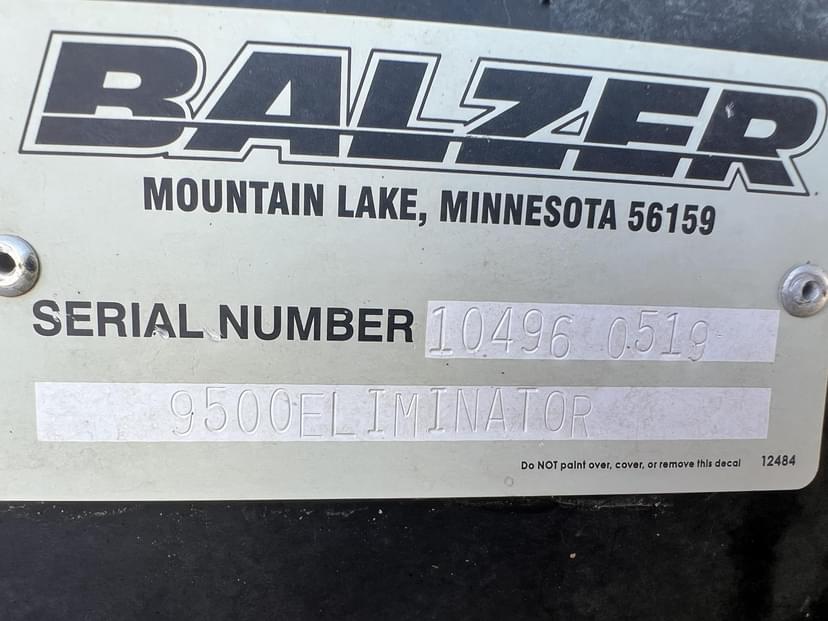 BALZER
MOUNTAIN LAKE, MINNESOTA 56159
SERIAL NUMBER 10496 0519
9500ELIMINATOR
Do NOT paint over, cover, or remove this decal 12484